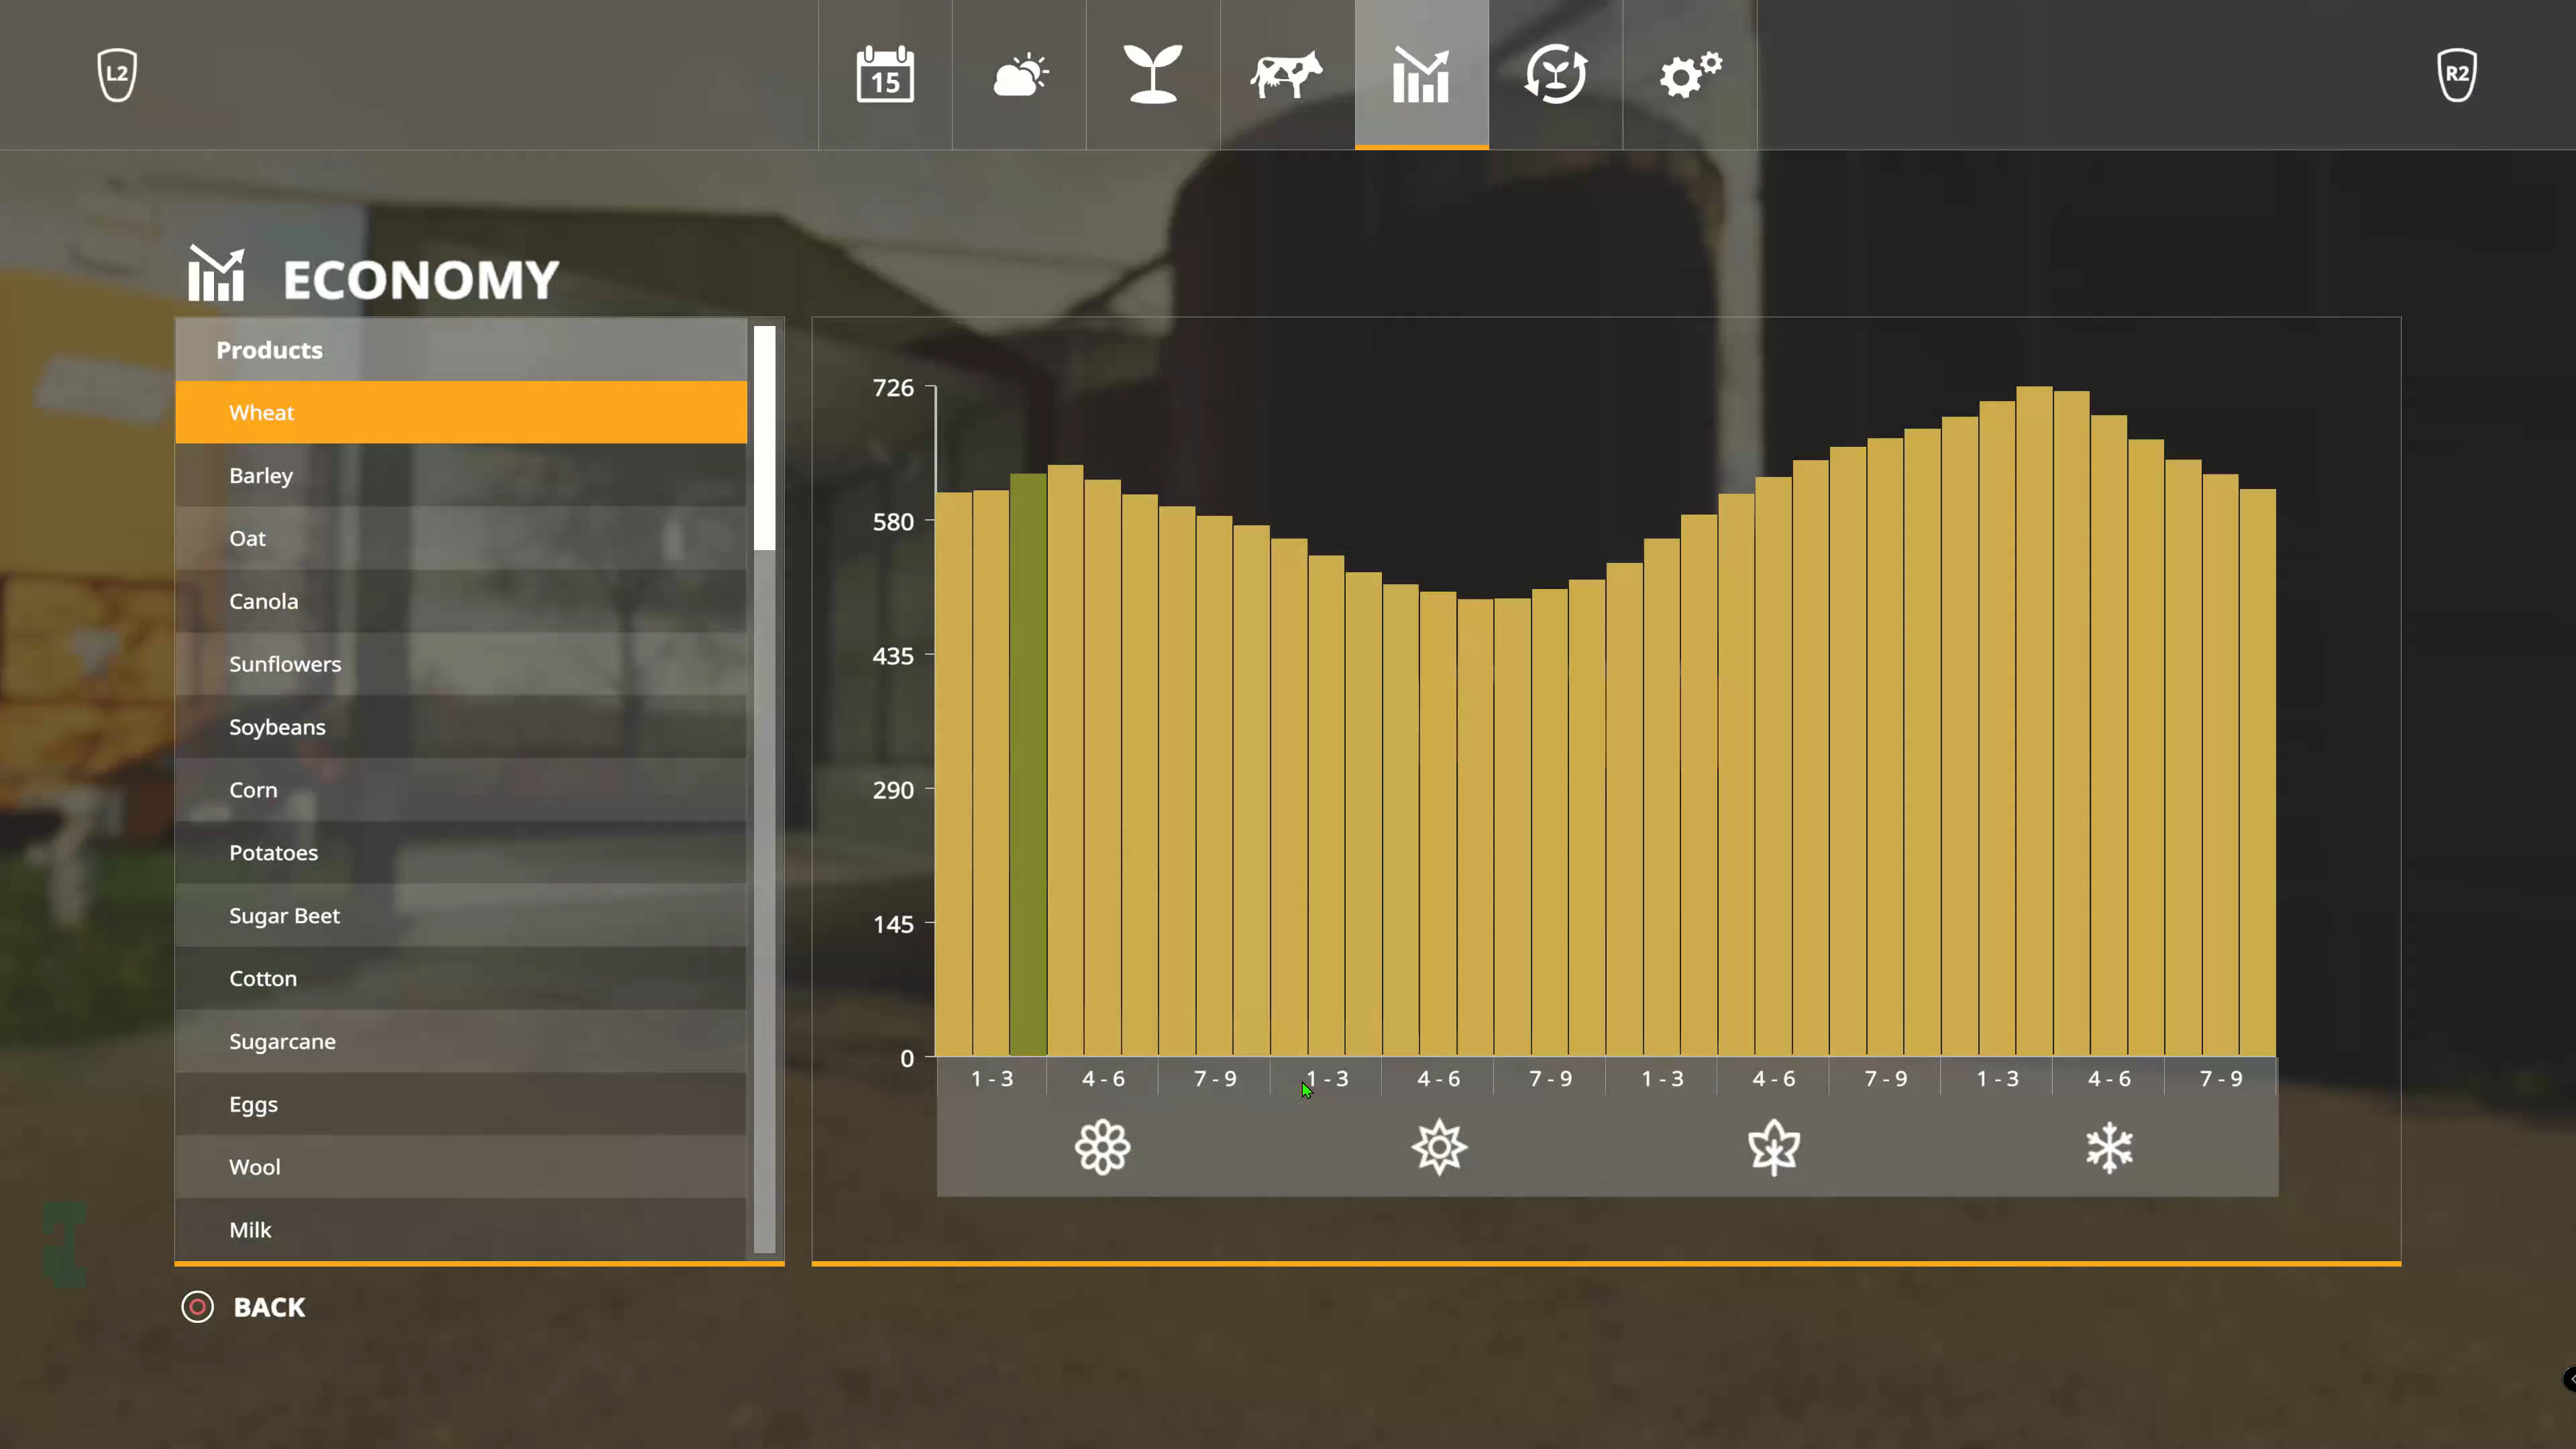 L2
15
R2
ECONOMY
Products
Wheat
Barley
Oat
Canola
Sunflowers
Soybeans
Corn
Potatoes
Sugar Beet
Cotton
Sugarcane
Eggs
Wool
Milk
726
580
435
290
145
0
1 - 3 4 - 6 7 - 9 1 - 3 4 - 6 7 - 9 1 - 3 4 - 6 7 - 9 1 - 3 4 - 6 7 - 9
BACK